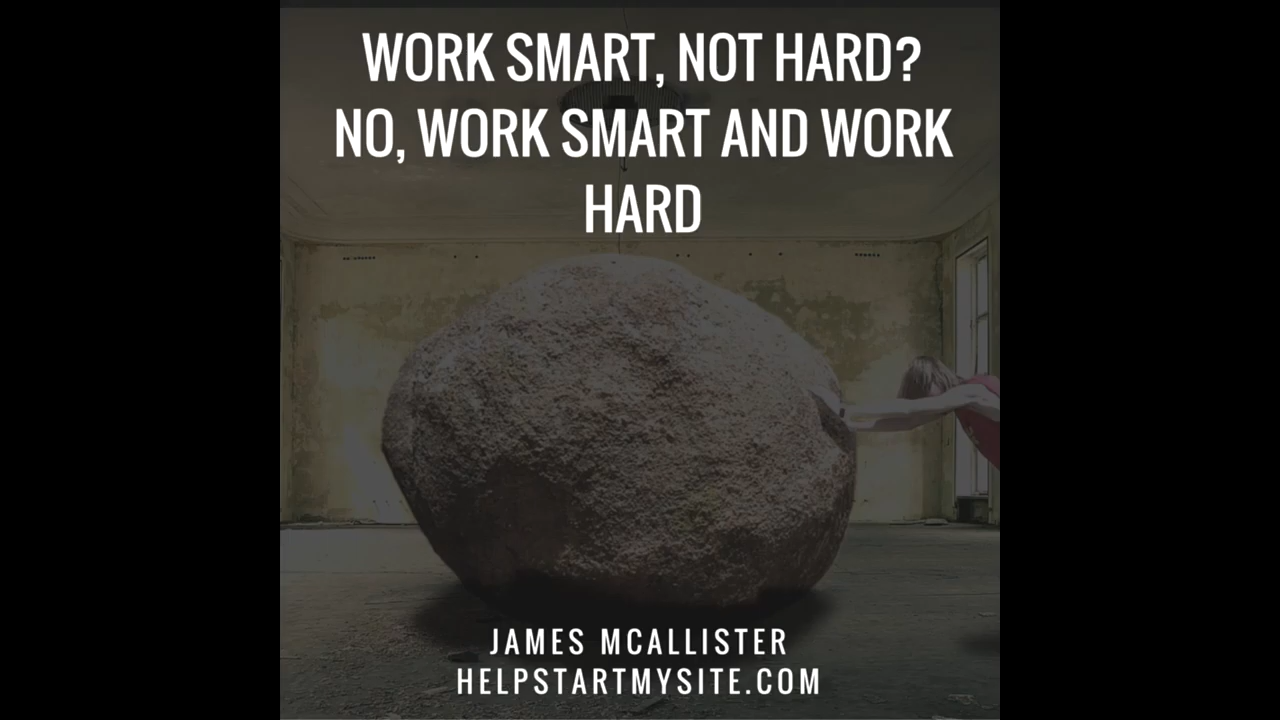 WORK SMART, NOT HARD?
NO, WORK SMART AND WORK
HARD
JAMES MCALLISTER
HELPSTARTMYSITE.COM